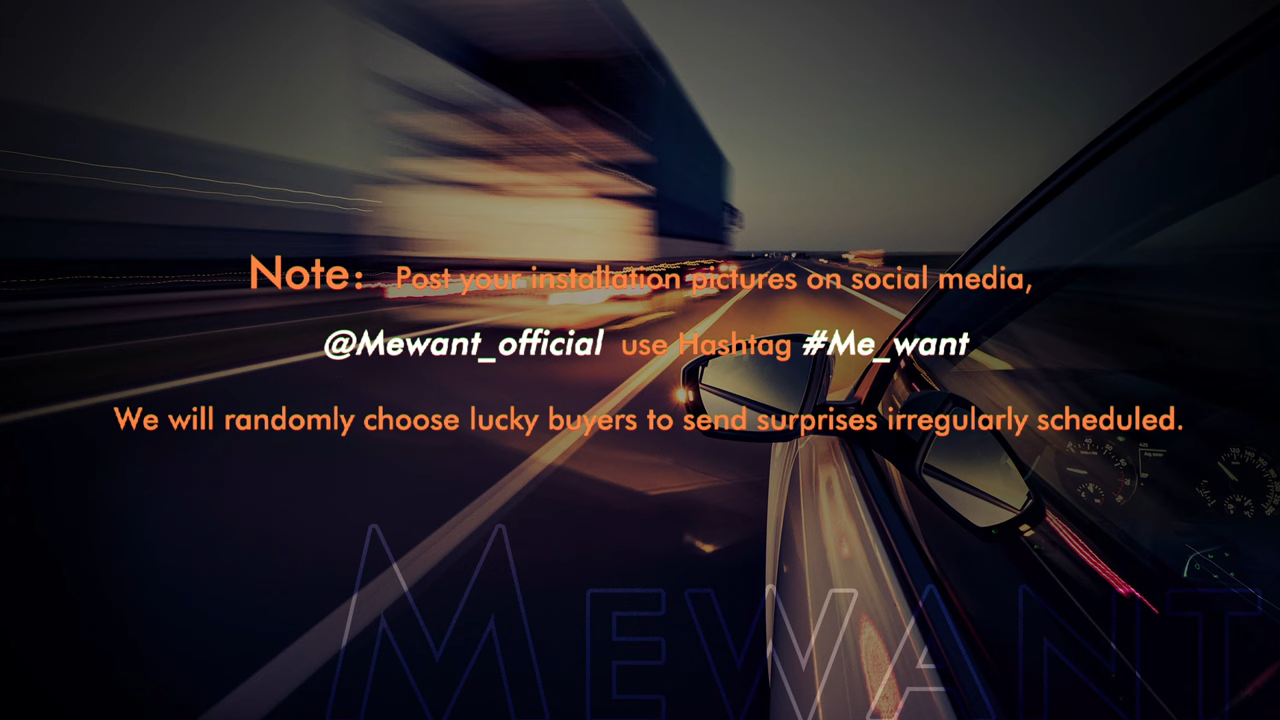 Note: Post your installation pictures on social media,
@Mewant_official use Hashtag #Me_want
We will randomly choose lucky buyers to send surprises irregularly scheduled.
MEWANT